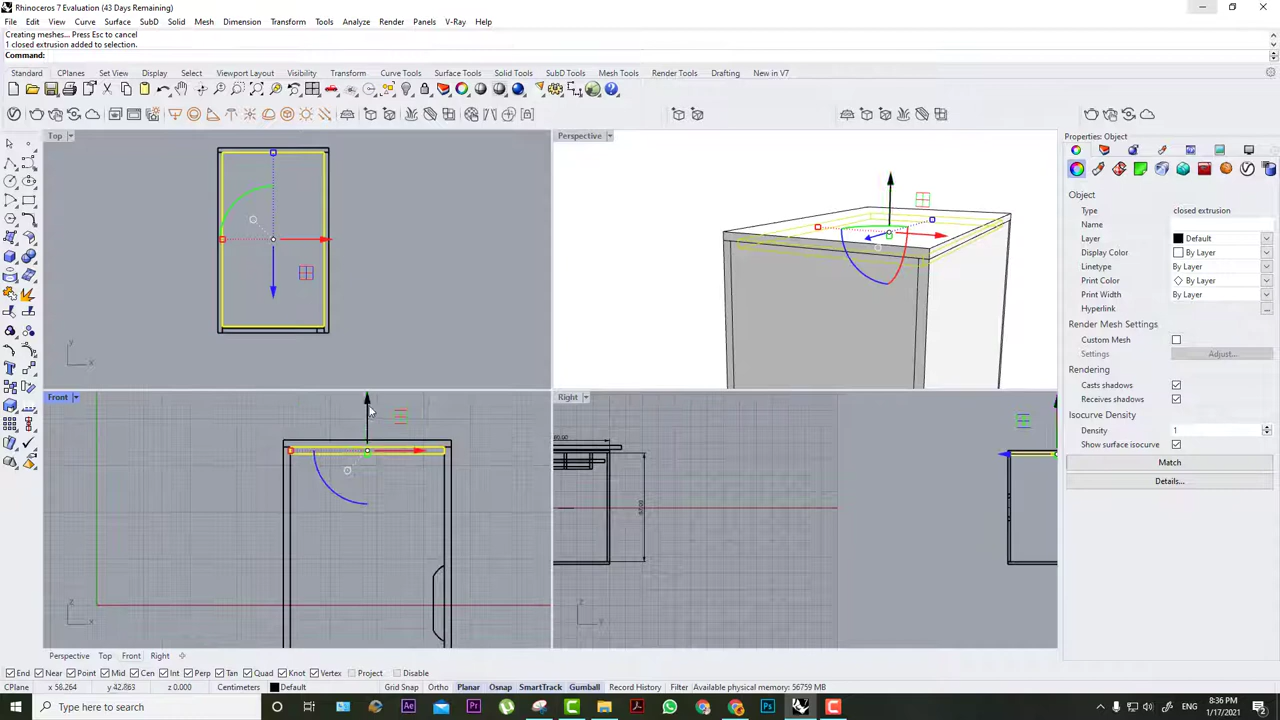 Rhinoceros 7 Evaluation (43 Days Remaining)
File Edit View Curve Surface SubD Solid Mesh Dimension Transform Tools Analyze Render Panels V-Ray Help
Creating meshes... Press Esc to cancel
1 closed extrusion added to selection.
Command:
Standard CPlanes Set View Display Select Viewport Layout Visibility Transform Curve Tools Surface Tools Solid Tools SubD Tools Mesh Tools Render Tools Drafting New in V7
Top
Perspective
Properties: Object
Object
Type closed extrusion
Name
Layer Default
Display Color By Layer
Linetype By Layer
Print Color By Layer
Print Width By Layer
Hyperlink
Render Mesh Settings
Custom Mesh
Settings Adjust...
Rendering
Casts shadows
Receives shadows
Isocurve Density
Density 1
Show surface isocurve
Match
Details...
y
x
Front
z
x
Right
z
y
Perspective Top Front Right
End Near Point Mid Cen Int Perp Tan Quad Knot Vertex Project Disable
CPlane x 58.264 y 42.863 z 0.000 Centimeters Default Grid Snap Ortho Planar Osnap SmartTrack Gumball Record History Filter Available physical memory: 56759 MB
Type here to search
8:36 PM
1/17/2021